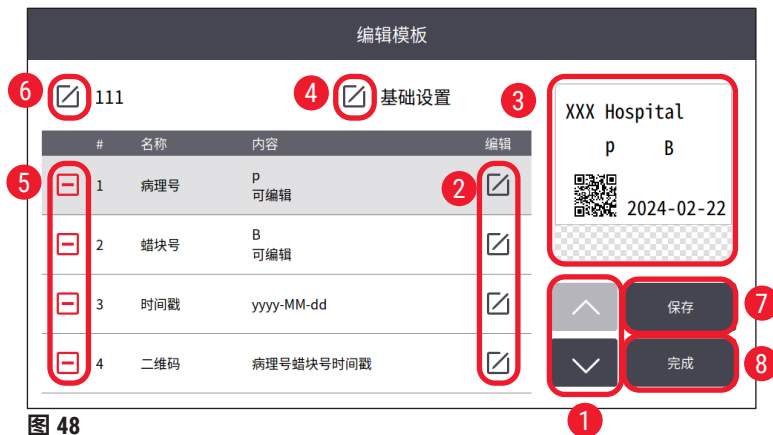 编辑模板
6 111 4 基础设置 3
# 名称 内容 编辑
5 1 病理号 p 可编辑 2
2 蜡块号 B 可编辑
3 时间戳 yyyy-MM-dd
4 二维码 病理号蜡块号时间戳
XXX Hospital
p B
2024-02-22
保存 7
完成 8
1
图 48